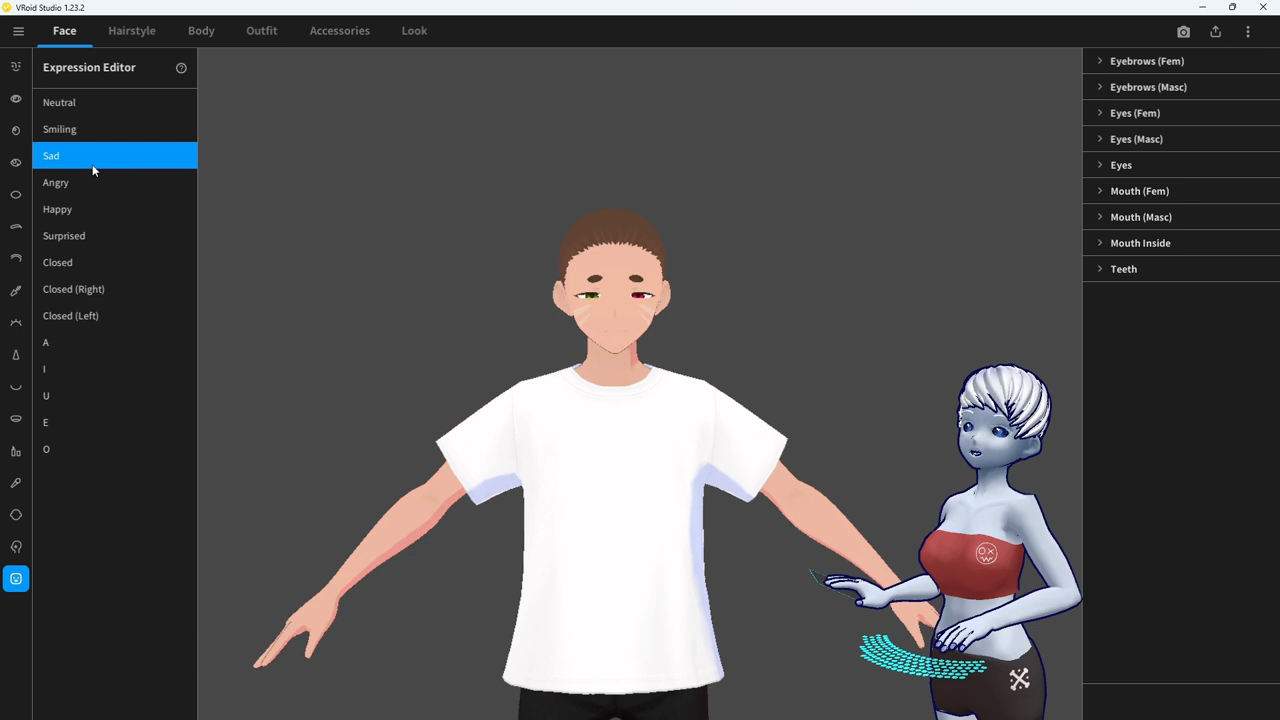 VRoid Studio 1.23.2
Face Hairstyle Body Outfit Accessories Look
Expression Editor
Neutral
Smiling
Sad
Angry
Happy
Surprised
Closed
Closed (Right)
Closed (Left)
A
I
U
E
O
Eyebrows (Fem)
Eyebrows (Masc)
Eyes (Fem)
Eyes (Masc)
Eyes
Mouth (Fem)
Mouth (Masc)
Mouth Inside
Teeth